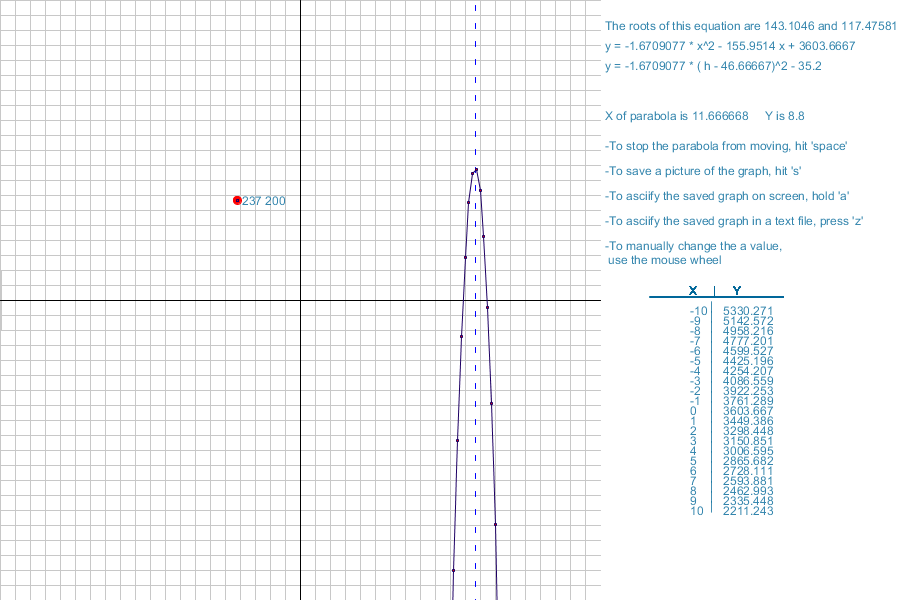 The roots of this equation are 143.1046 and 117.47581
y = -1.6709077 * x^2 - 155.9514 x + 3603.6667
y = -1.6709077 * ( h - 46.66667)^2 - 35.2
X of parabola is 11.666668 Y is 8.8
-To stop the parabola from moving, hit 'space'
-To save a picture of the graph, hit 's'
-To asciify the saved graph on screen, hold 'a'
-To asciify the saved graph in a text file, press 'z'
-To manually change the a value,
use the mouse wheel
237 200
X | Y
-10 5330.271
-9 5142.572
-8 4958.216
-7 4777.201
-6 4599.527
-5 4425.196
-4 4254.207
-3 4086.559
-2 3922.253
-1 3761.289
0 3603.667
1 3449.386
2 3298.448
3 3150.851
4 3006.595
5 2865.682
6 2728.111
7 2593.881
8 2462.993
9 2335.448
10 2211.243